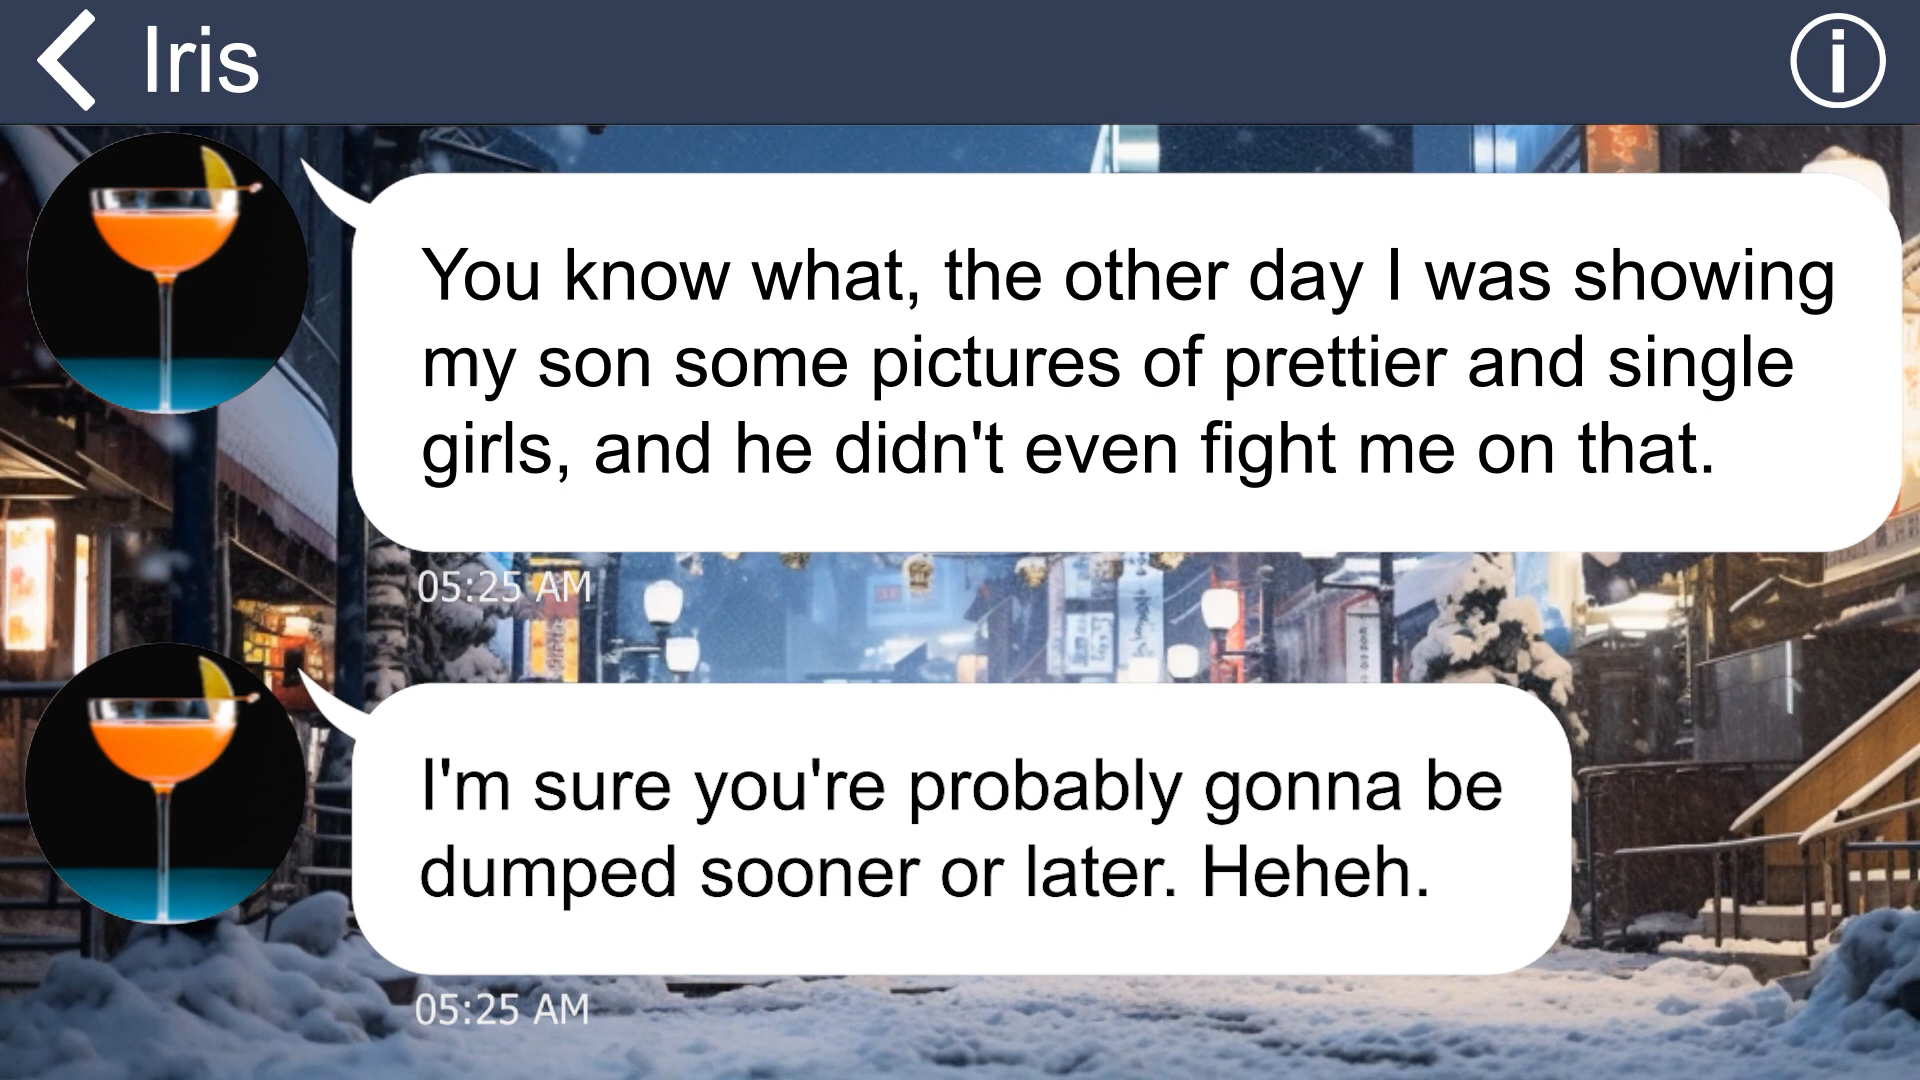 Iris
You know what, the other day I was showing
my son some pictures of prettier and single
girls, and he didn't even fight me on that.
05:25 AM
I'm sure you're probably gonna be
dumped sooner or later. Heheh.
05:25 AM